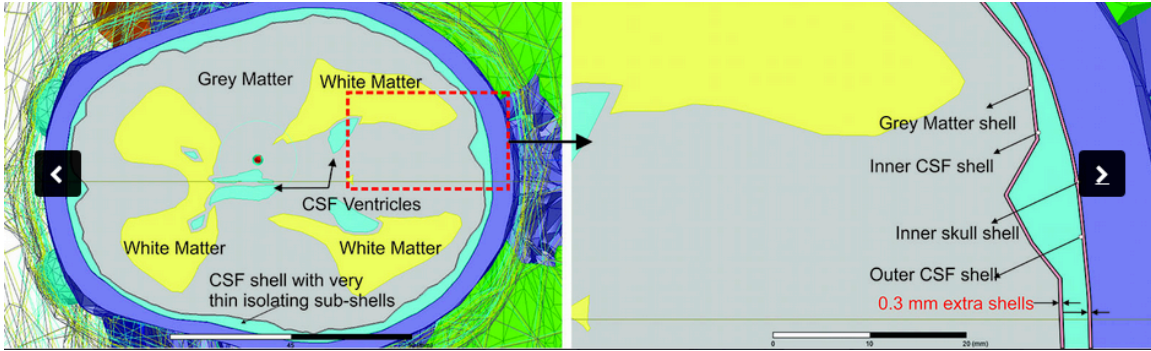 Grey Matter
White Matter
CSF Ventricles
White Matter
White Matter
CSF shell with very
thin isolating sub-shells
45
Grey Matter shell
Inner CSF shell
Inner skull shell
Outer CSF shell
0.3 mm extra shells
0
10
20 (mm)